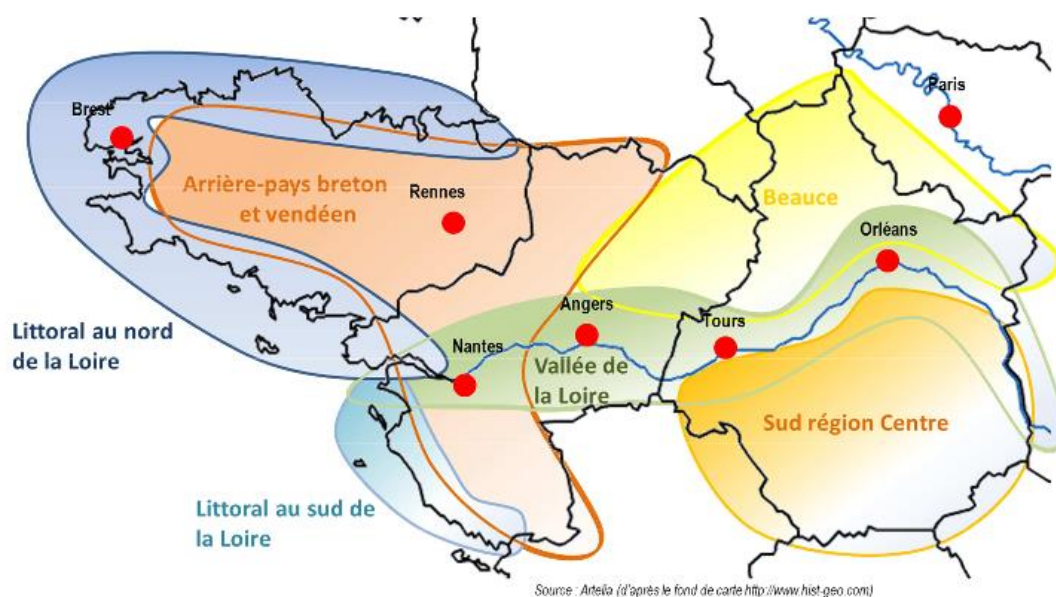 Paris
Brest
Arrière-pays breton
et vendéen
Rennes
Beauce
Orléans
Littoral au nord
de la Loire
Angers
Tours
Nantes
Vallée de
la Loire
Sud région Centre
Littoral au sud de
la Loire
Source : Artelia (d'après le fond de carte http://www.hist-geo.com)